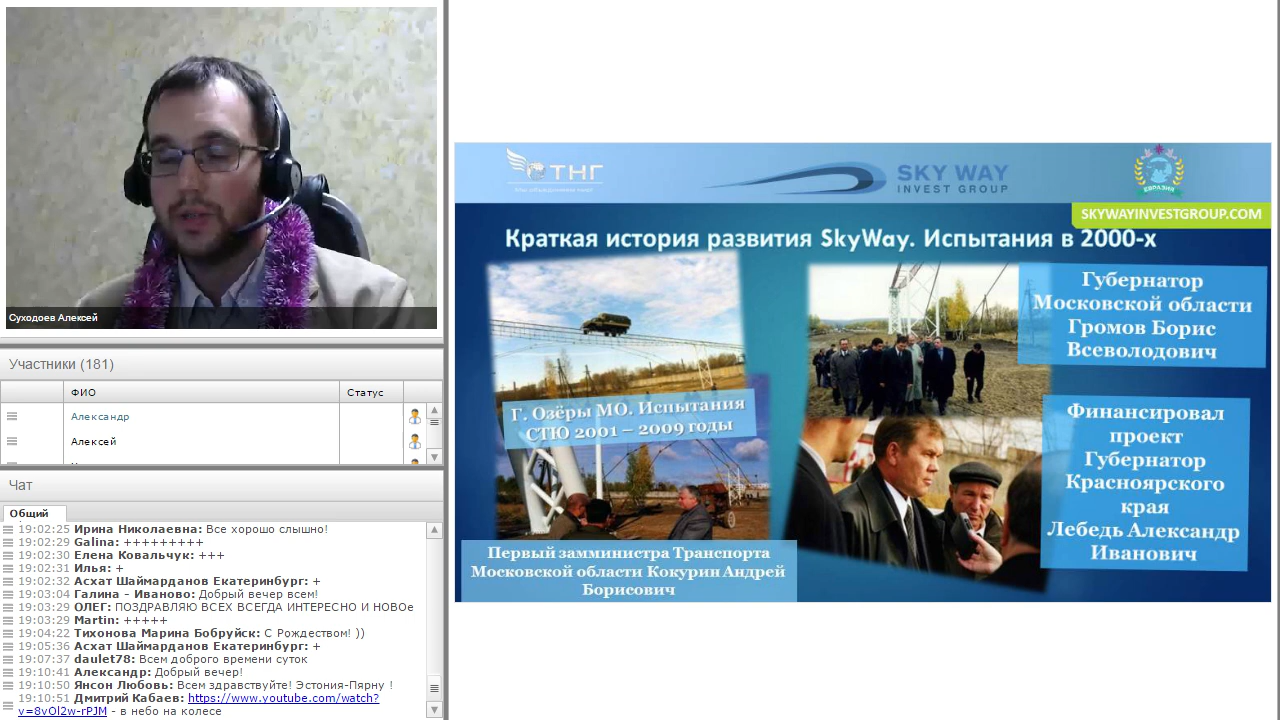 Суходоев Алексей
Участники (181)
ФИО
Статус
Александр
Алексей
Чат
Общий
19:02:25 Ирина Николаевна: Все хорошо слышно!
19:02:29 Galina: +++++++++
19:02:30 Елена Ковальчук: +++
19:02:31 Илья: +
19:02:32 Асхат Шаймарданов Екатеринбург: +
19:03:04 Галина - Иваново: Добрый вечер всем!
19:03:29 ОЛЕГ: ПОЗДРАВЛЯЮ ВСЕХ ВСЕГДА ИНТЕРЕСНО И НОВОе
19:03:29 Martin: +++++
19:04:22 Тихонова Марина Бобруйск: С Рождеством! ))
19:05:36 Асхат Шаймарданов Екатеринбург: +
19:07:37 daulet78: Всем доброго времени суток
19:10:41 Александр: Добрый вечер!
19:10:50 Янсон Любовь: Всем здравствуйте! Эстония-Пярну !
19:10:51 Дмитрий Кабаев: https://www.youtube.com/watch?
v=8vOl2w-rPJM - в небо на колесе
ТНГ
SKY WAY
INVEST GROUP
ЕВРАЗИЯ
SKYWAYINVESTGROUP.COM
Краткая история развития SkyWay. Испытания в 2000-х
Г. Озёры МО. Испытания
СТЮ 2001 – 2009 годы
Первый замминистра Транспорта
Московской области Кокурин Андрей
Борисович
Губернатор
Московской области
Громов Борис
Всеволодович
Финансировал
проект
Губернатор
Красноярского
края
Лебедь Александр
Иванович